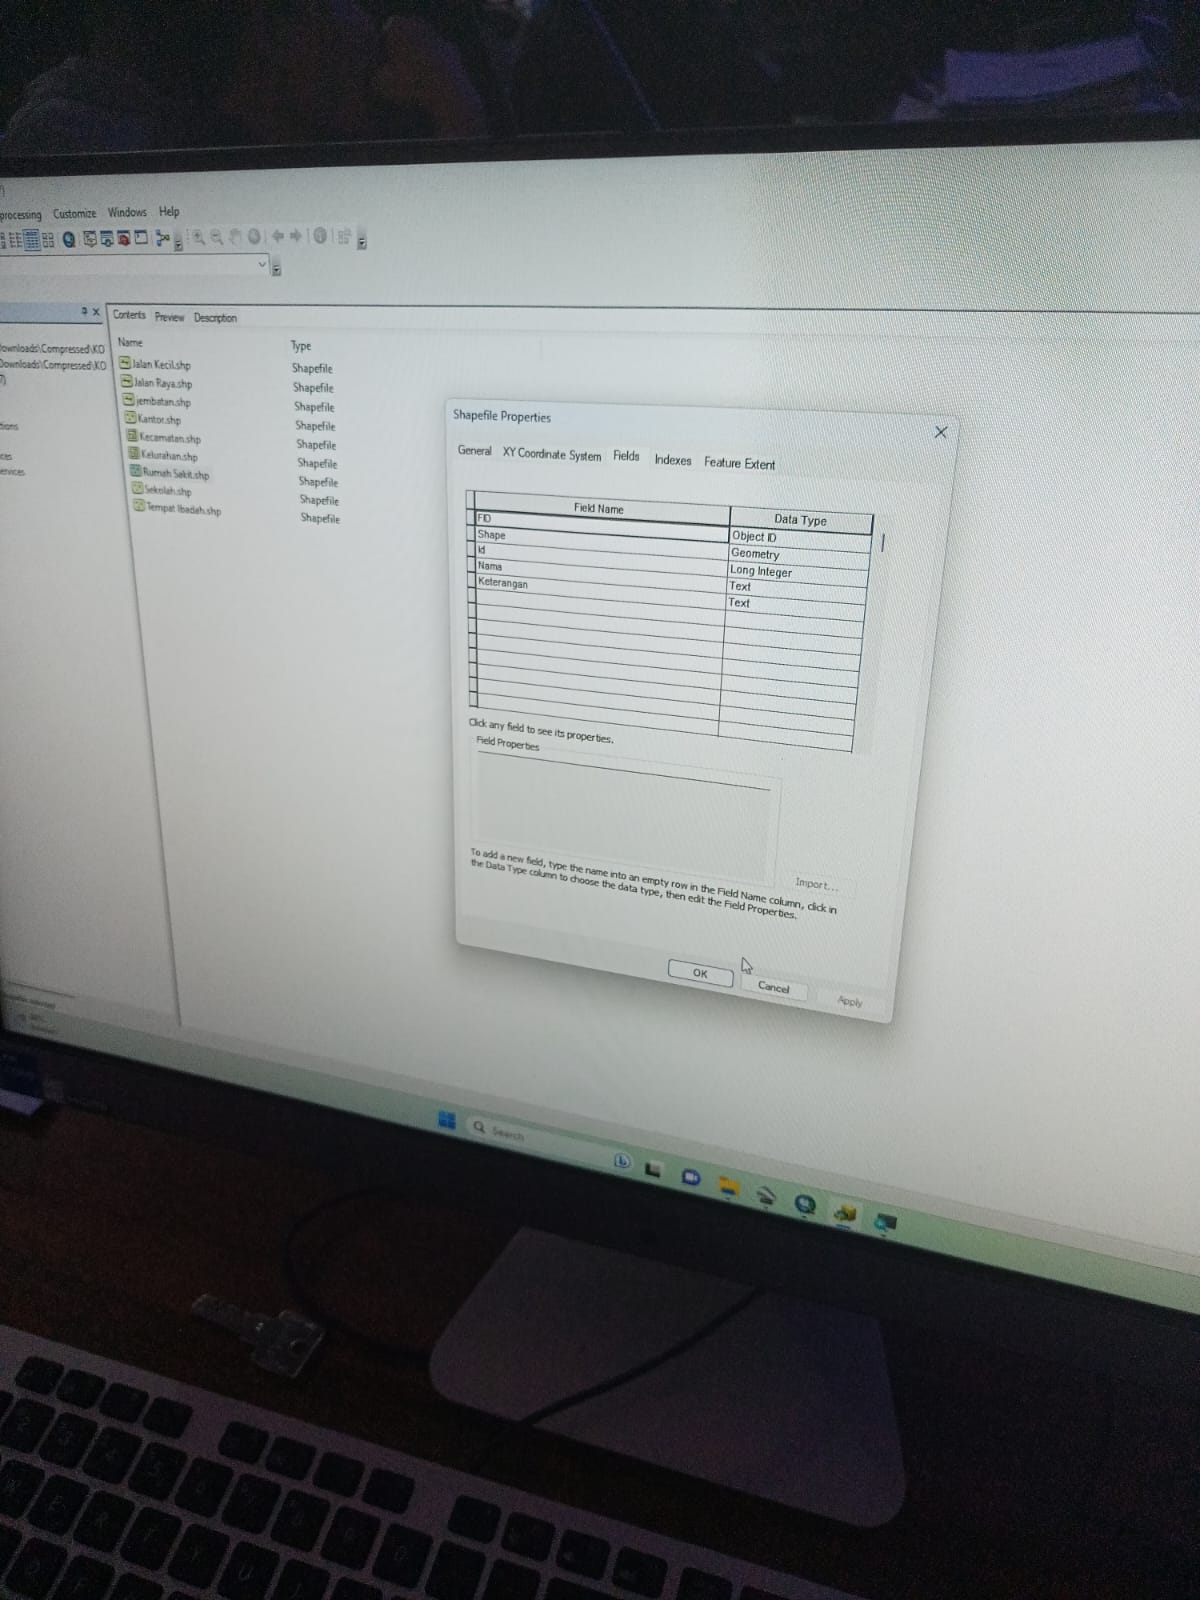 processing Customize Windows Help
Contents Preview Description
ownloads\Compressed\KO
Downloads\Compressed\KO
7)
tions
ces
ervices
Name Type
Jalan Kecil.shp Shapefile
Jalan Raya.shp Shapefile
jembatan.shp Shapefile
Kantor.shp Shapefile
Kecamatan.shp Shapefile
Kelurahan.shp Shapefile
Rumah Sakit.shp Shapefile
Sekolah.shp Shapefile
Tempat Ibadah.shp Shapefile
Shapefile Properties
General XY Coordinate System Fields Indexes Feature Extent
Field Name Data Type
FID Object ID
Shape Geometry
Id Long Integer
Nama Text
Keterangan Text
Click any field to see its properties.
Field Properties
Import...
To add a new field, type the name into an empty row in the Field Name column, click in
the Data Type column to choose the data type, then edit the Field Properties.
OK Cancel Apply
Search